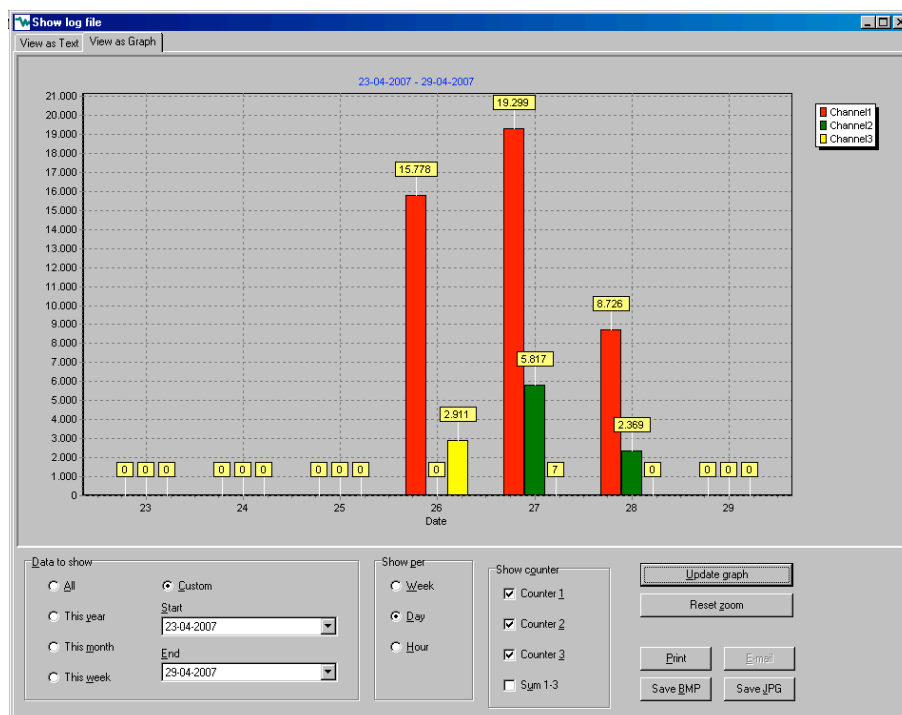 Show log file
View as Text View as Graph
23-04-2007 - 29-04-2007
21.000
20.000
19.000
18.000
17.000
16.000
15.000
14.000
13.000
12.000
11.000
10.000
9.000
8.000
7.000
6.000
5.000
4.000
3.000
2.000
1.000
0
0 0 0
0 0 0
0 0 0
15.778 0 2.911
19.299 5.817 7
8.726 2.369 0
0 0 0
23 24 25 26 27 28 29
Date
Channel1
Channel2
Channel3
Data to show
All
This year
This month
This week
Custom
Start
23-04-2007
End
29-04-2007
Show per
Week
Day
Hour
Show counter
Counter 1
Counter 2
Counter 3
Sum 1-3
Update graph
Reset zoom
Print E-mail
Save BMP Save JPG